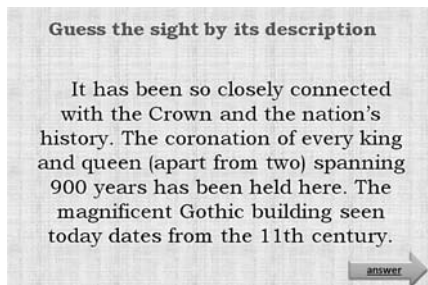 Guess the sight by its description
It has been so closely connected
with the Crown and the nation's
history. The coronation of every king
and queen (apart from two) spanning
900 years has been held here. The
magnificent Gothic building seen
today dates from the 11th century.
answer